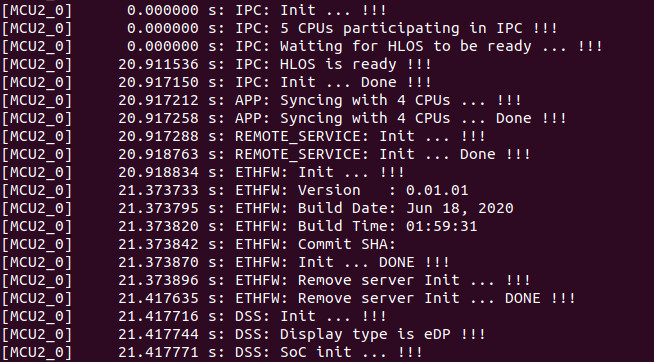 [MCU2_0] 0.000000 s: IPC: Init ... !!!
[MCU2_0] 0.000000 s: IPC: 5 CPUs participating in IPC !!!
[MCU2_0] 0.000000 s: IPC: Waiting for HLOS to be ready ... !!!
[MCU2_0] 20.911536 s: IPC: HLOS is ready !!!
[MCU2_0] 20.917150 s: IPC: Init ... Done !!!
[MCU2_0] 20.917212 s: APP: Syncing with 4 CPUs ... !!!
[MCU2_0] 20.917258 s: APP: Syncing with 4 CPUs ... Done !!!
[MCU2_0] 20.917288 s: REMOTE_SERVICE: Init ... !!!
[MCU2_0] 20.918763 s: REMOTE_SERVICE: Init ... Done !!!
[MCU2_0] 20.918834 s: ETHFW: Init ... !!!
[MCU2_0] 21.373733 s: ETHFW: Version : 0.01.01
[MCU2_0] 21.373795 s: ETHFW: Build Date: Jun 18, 2020
[MCU2_0] 21.373820 s: ETHFW: Build Time: 01:59:31
[MCU2_0] 21.373842 s: ETHFW: Commit SHA:
[MCU2_0] 21.373870 s: ETHFW: Init ... DONE !!!
[MCU2_0] 21.373896 s: ETHFW: Remove server Init ... !!!
[MCU2_0] 21.417635 s: ETHFW: Remove server Init ... DONE !!!
[MCU2_0] 21.417716 s: DSS: Init ... !!!
[MCU2_0] 21.417744 s: DSS: Display type is eDP !!!
[MCU2_0] 21.417771 s: DSS: SoC init ... !!!